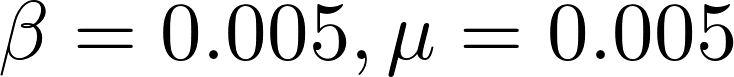 β = 0.005, μ = 0.005